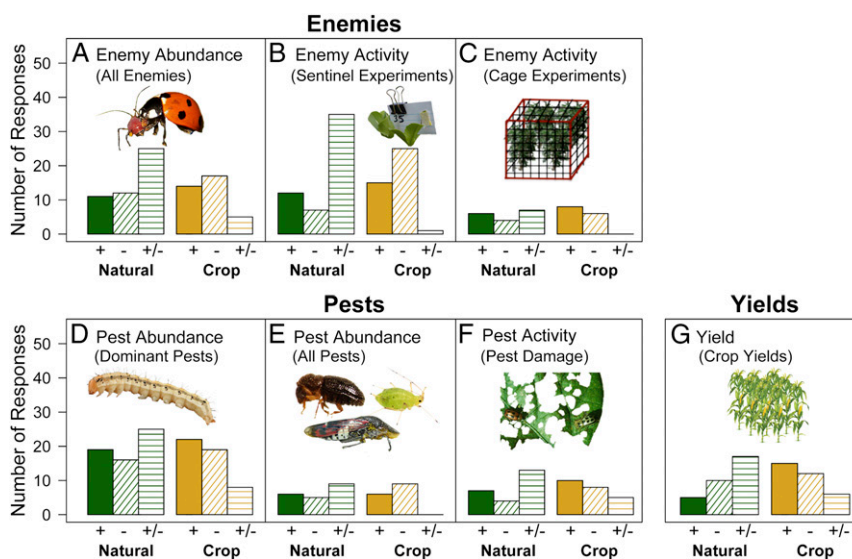 Enemies
A Enemy Abundance
(All Enemies)
B Enemy Activity
(Sentinel Experiments)
C Enemy Activity
(Cage Experiments)
Number of Responses
50
40
30
20
10
0
35
+ - +/- + - +/-
Natural Crop
+ - +/- + - +/-
Natural Crop
+ - +/- + - +/-
Natural Crop
Pests
Yields
D Pest Abundance
(Dominant Pests)
E Pest Abundance
(All Pests)
F Pest Activity
(Pest Damage)
G Yield
(Crop Yields)
Number of Responses
50
40
30
20
10
0
+ - +/- + - +/-
Natural Crop
+ - +/- + - +/-
Natural Crop
+ - +/- + - +/-
Natural Crop
+ - +/- + - +/-
Natural Crop